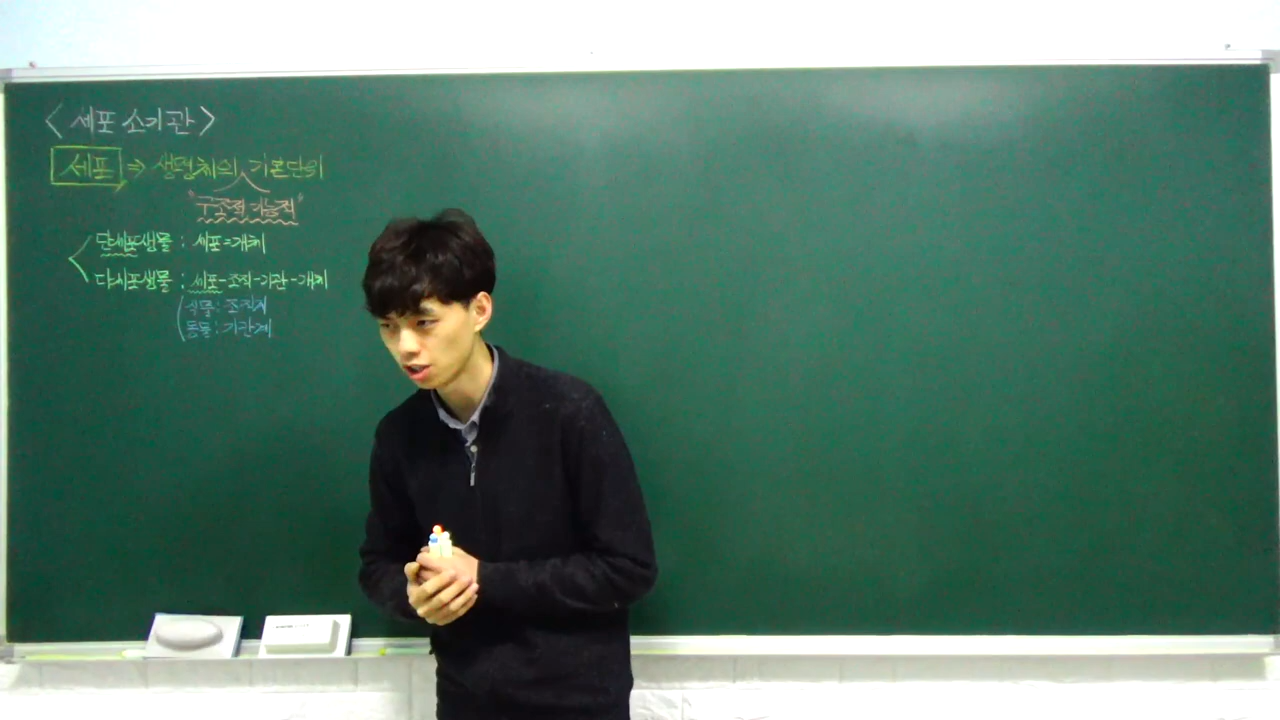 < 세포 소기관 >
세포 ⇒ 생명체의 기본단위
"구조적 기능적"
단세포생물 : 세포=개체
다세포생물 : 세포-조직-기관-개체
식물 : 조직계
동물 : 기관계